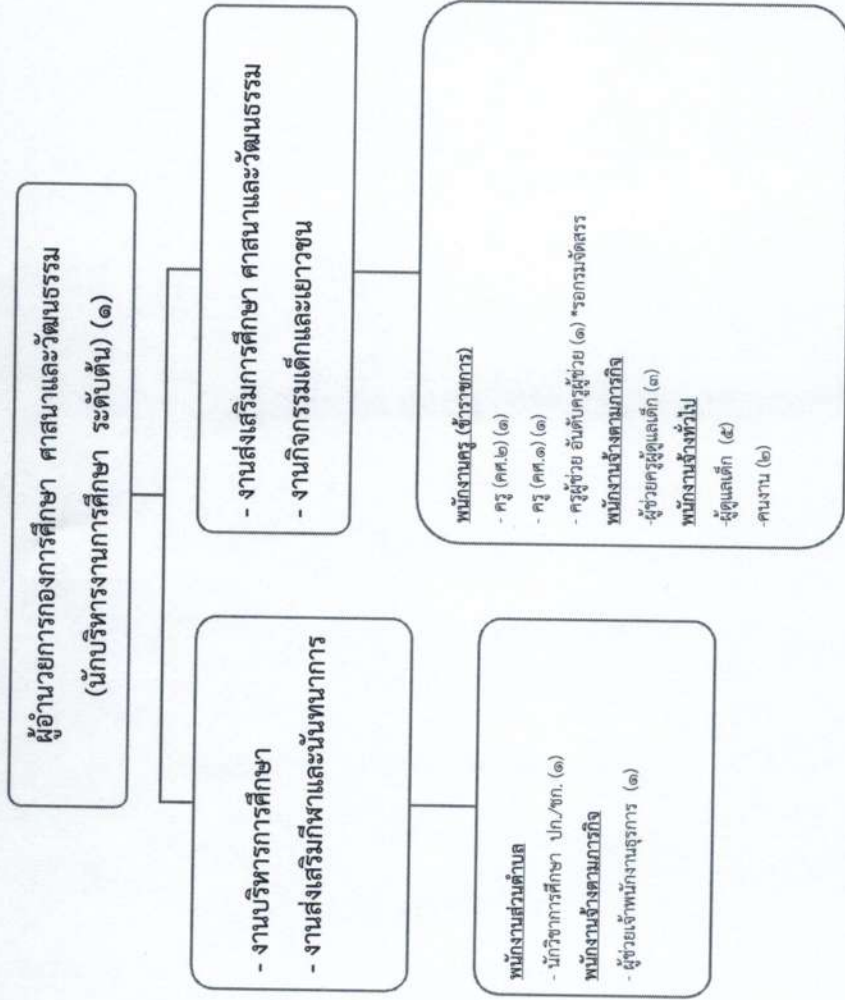 ผู้อำนวยการกองการศึกษา ศาสนาและวัฒนธรรม
(นักบริหารงานการศึกษา ระดับต้น) (๑)
- งานบริหารการศึกษา
- งานส่งเสริมกีฬาและนันทนาการ
- งานส่งเสริมการศึกษา ศาสนาและวัฒนธรรม
- งานกิจกรรมเด็กและเยาวชน
พนักงานส่วนตำบล
- นักวิชาการศึกษา ปก./ชก. (๑)
พนักงานจ้างตามภารกิจ
- ผู้ช่วยเจ้าพนักงานธุรการ (๑)
พนักงานครู (ข้าราชการ)
- ครู (คศ.๒) (๑)
- ครู (คศ.๑) (๑)
- ครูผู้ช่วย อันดับครูผู้ช่วย (๑) *รอกรมจัดสรร
พนักงานจ้างตามภารกิจ
-ผู้ช่วยครูผู้ดูแลเด็ก (๓)
พนักงานจ้างทั่วไป
-ผู้ดูแลเด็ก (๕)
-คนงาน (๒)